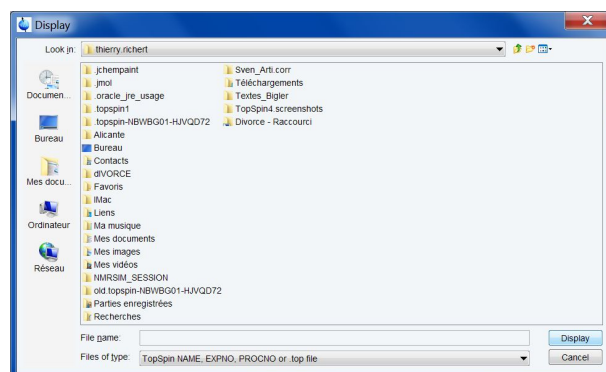 Display
Look in: thierry.richert
.jchempaint
.jmol
.oracle_jre_usage
.topspin1
.topspin-NBWBG01-HJVQD72
Alicante
Bureau
Contacts
dIVORCE
Favoris
IMac
Liens
Ma musique
Mes documents
Mes images
Mes vidéos
NMRSIM_SESSION
old.topspin-NBWBG01-HJVQD72
Parties enregistrées
Recherches
Sven_Arti.corr
Téléchargements
Textes_Bigler
TopSpin4.screenshots
Divorce - Raccourci
Documen...
Bureau
Mes docu...
Ordinateur
Réseau
File name:
Display
Files of type: TopSpin NAME, EXPNO, PROCNO or .top file
Cancel